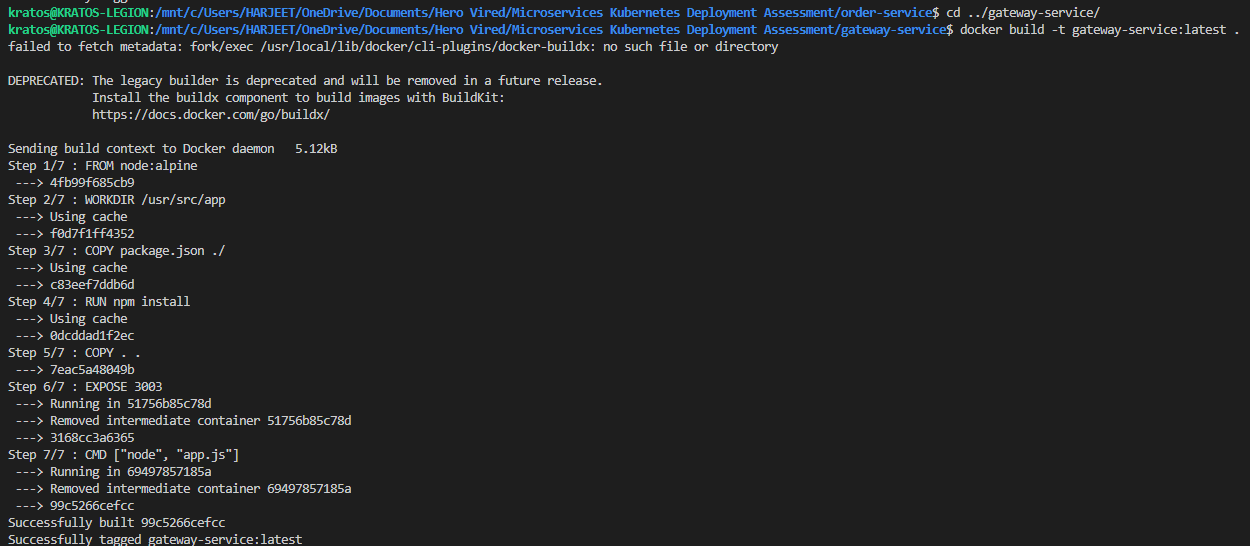 kratos@KRATOS-LEGION:/mnt/c/Users/HARJEET/OneDrive/Documents/Hero Vired/Microservices Kubernetes Deployment Assessment/order-service$ cd ../gateway-service/
kratos@KRATOS-LEGION:/mnt/c/Users/HARJEET/OneDrive/Documents/Hero Vired/Microservices Kubernetes Deployment Assessment/gateway-service$ docker build -t gateway-service:latest .
failed to fetch metadata: fork/exec /usr/local/lib/docker/cli-plugins/docker-buildx: no such file or directory

DEPRECATED: The legacy builder is deprecated and will be removed in a future release.
            Install the buildx component to build images with BuildKit:
            https://docs.docker.com/go/buildx/

Sending build context to Docker daemon   5.12kB
Step 1/7 : FROM node:alpine
 ---> 4fb99f685cb9
Step 2/7 : WORKDIR /usr/src/app
 ---> Using cache
 ---> f0d7f1ff4352
Step 3/7 : COPY package.json ./
 ---> Using cache
 ---> c83eef7ddb6d
Step 4/7 : RUN npm install
 ---> Using cache
 ---> 0dcddad1f2ec
Step 5/7 : COPY . .
 ---> 7eac5a48049b
Step 6/7 : EXPOSE 3003
 ---> Running in 51756b85c78d
 ---> Removed intermediate container 51756b85c78d
 ---> 3168cc3a6365
Step 7/7 : CMD ["node", "app.js"]
 ---> Running in 69497857185a
 ---> Removed intermediate container 69497857185a
 ---> 99c5266cefcc
Successfully built 99c5266cefcc
Successfully tagged gateway-service:latest